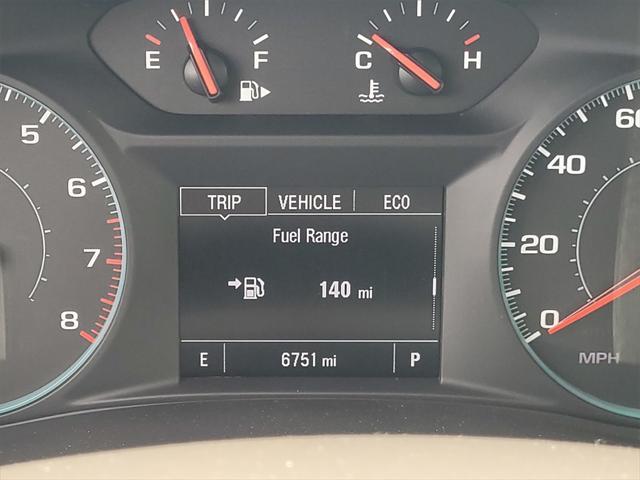 E F
C H
5
6
7
8
60
40
20
0
MPH
TRIP VEHICLE ECO
Fuel Range
140 mi
E 6751 mi P